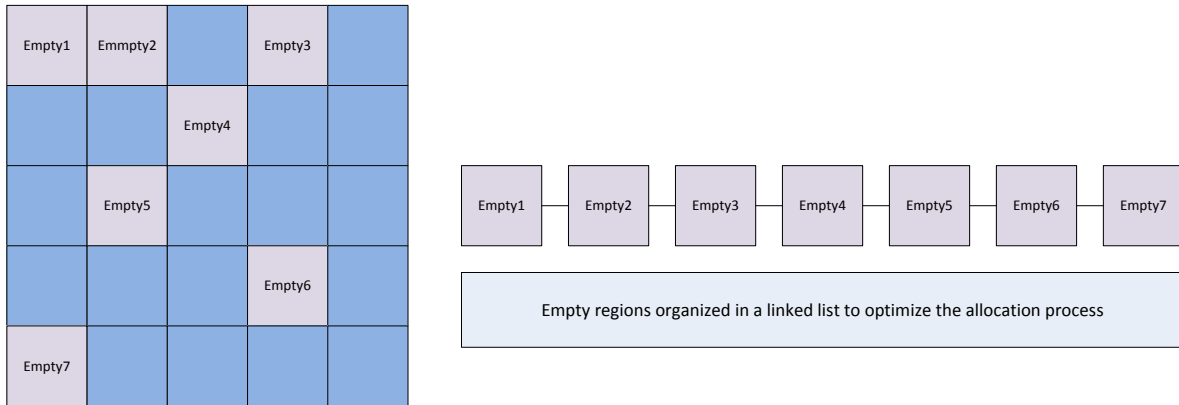 Empty1 Emmpty2 Empty3
Empty4
Empty5
Empty6
Empty7
Empty1 Empty2 Empty3 Empty4 Empty5 Empty6 Empty7
Empty regions organized in a linked list to optimize the allocation process